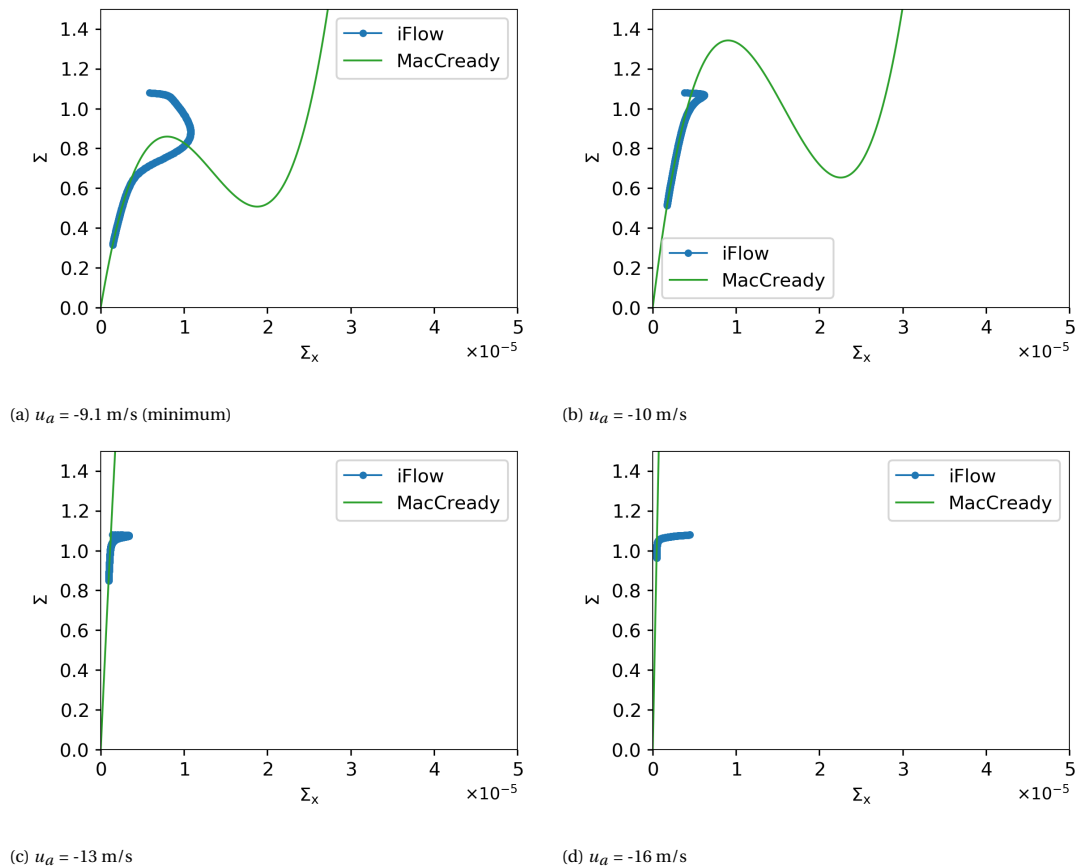 1.4
1.2
1.0
0.8
0.6
0.4
0.2
0.0
Σ
iFlow
MacCready
0 1 2 3 4 5
Σx ×10⁻⁵
(a) uₐ = -9.1 m/s (minimum)
1.4
1.2
1.0
0.8
0.6
0.4
0.2
0.0
Σ
iFlow
MacCready
0 1 2 3 4 5
Σx ×10⁻⁵
(b) uₐ = -10 m/s
1.4
1.2
1.0
0.8
0.6
0.4
0.2
0.0
Σ
iFlow
MacCready
0 1 2 3 4 5
Σx ×10⁻⁵
(c) uₐ = -13 m/s
1.4
1.2
1.0
0.8
0.6
0.4
0.2
0.0
Σ
iFlow
MacCready
0 1 2 3 4 5
Σx ×10⁻⁵
(d) uₐ = -16 m/s